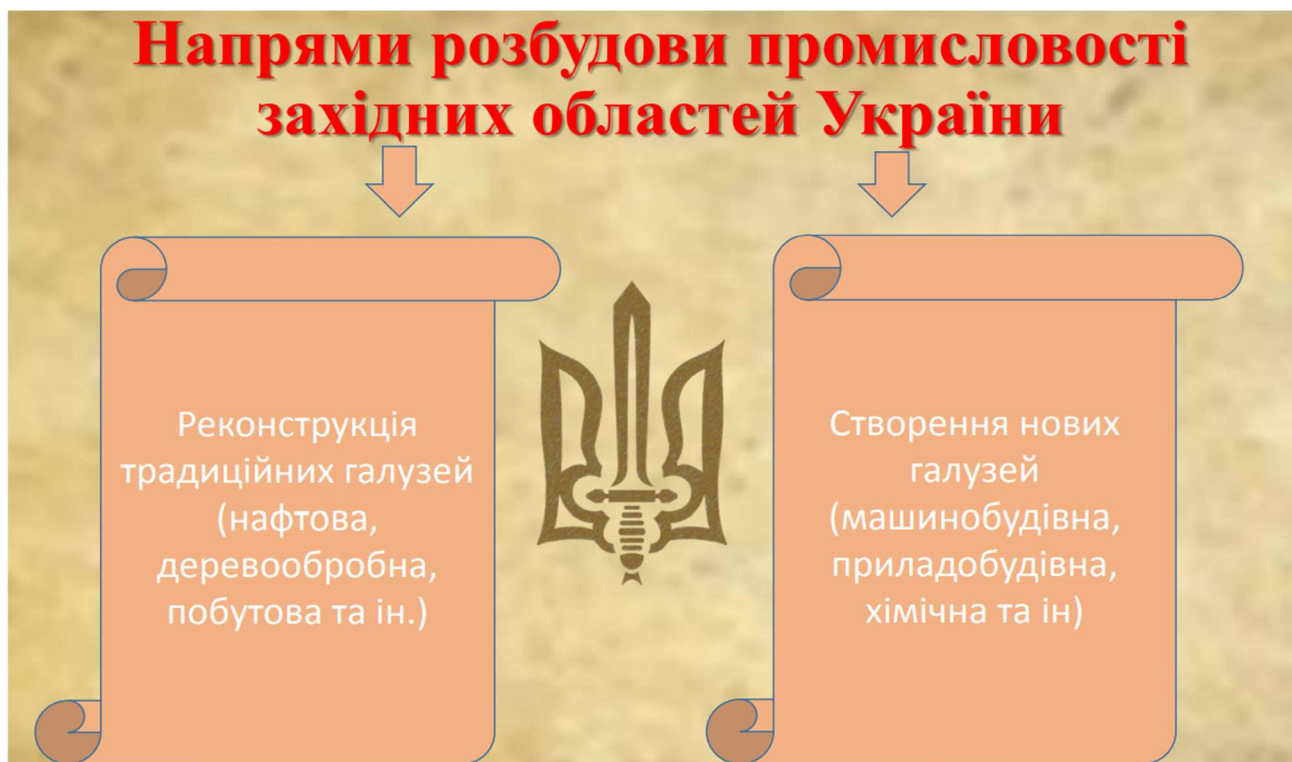 Напрями розбудови промисловості
західних областей України
Реконструкція
традиційних галузей
(нафтова,
деревообробна,
побутова та ін.)
Створення нових
галузей
(машинобудівна,
приладобудівна,
хімічна та ін)